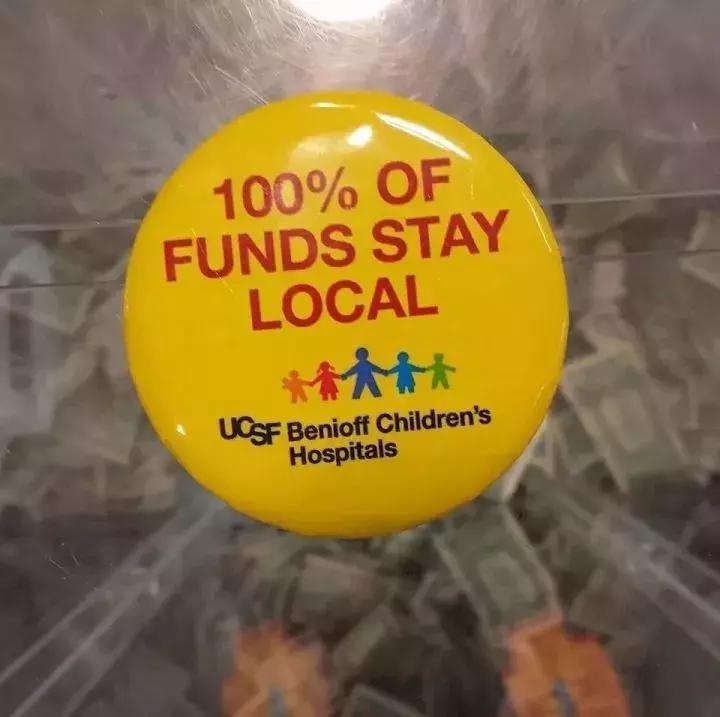 100% OF
FUNDS STAY
LOCAL
UCSF Benioff Children's
Hospitals